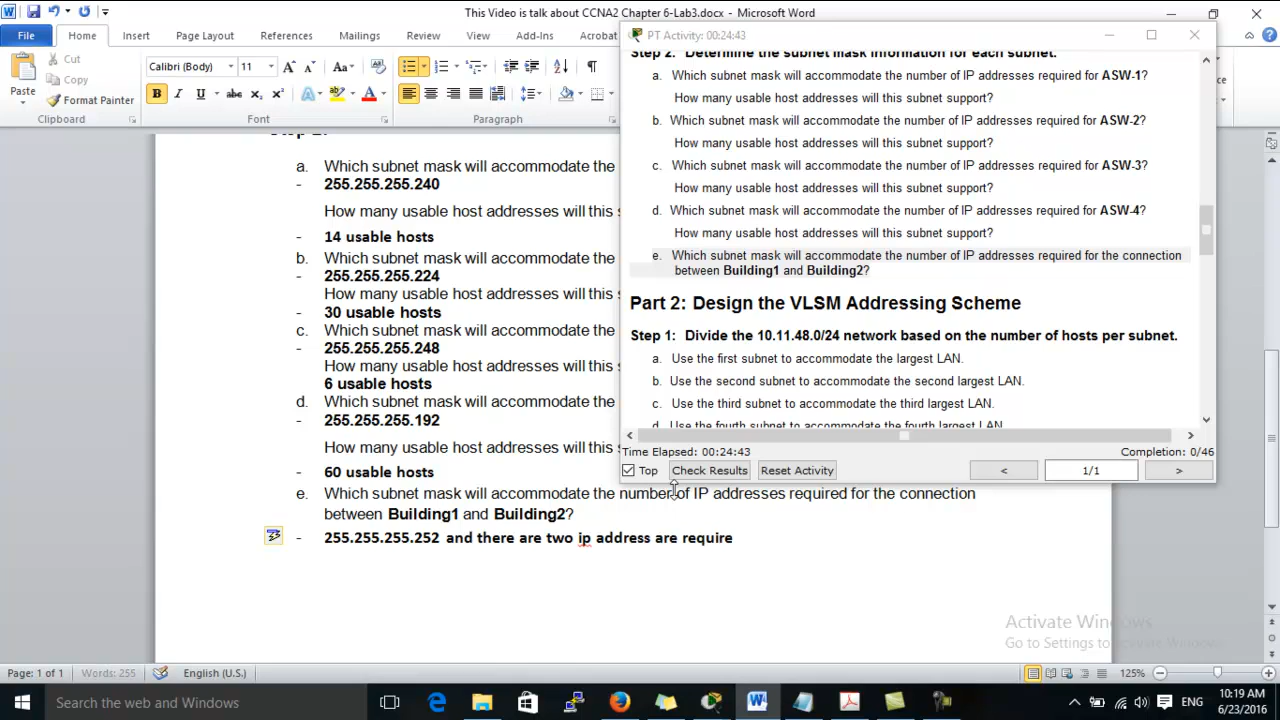 This Video is talk about CCNA2 Chapter 6-Lab3.docx - Microsoft Word
File Home Insert Page Layout References Mailings Review View Add-Ins Acrobat
Paste
Cut
Copy
Format Painter
Clipboard
Calibri (Body) 11
Font
Paragraph
a. Which subnet mask will accommodate the
- 255.255.255.240
How many usable host addresses will this s
- 14 usable hosts
b. Which subnet mask will accommodate the
- 255.255.255.224
How many usable host addresses will this s
- 30 usable hosts
c. Which subnet mask will accommodate the
- 255.255.255.248
How many usable host addresses will this s
6 usable hosts
d. Which subnet mask will accommodate the
- 255.255.255.192
How many usable host addresses will this s
- 60 usable hosts
e. Which subnet mask will accommodate the number of IP addresses required for the connection
between Building1 and Building2?
- 255.255.255.252 and there are two ip address are require
PT Activity: 00:24:43
Step 2: Determine the subnet mask information for each subnet.
a. Which subnet mask will accommodate the number of IP addresses required for ASW-1?
How many usable host addresses will this subnet support?
b. Which subnet mask will accommodate the number of IP addresses required for ASW-2?
How many usable host addresses will this subnet support?
c. Which subnet mask will accommodate the number of IP addresses required for ASW-3?
How many usable host addresses will this subnet support?
d. Which subnet mask will accommodate the number of IP addresses required for ASW-4?
How many usable host addresses will this subnet support?
e. Which subnet mask will accommodate the number of IP addresses required for the connection
between Building1 and Building2?
Part 2: Design the VLSM Addressing Scheme
Step 1: Divide the 10.11.48.0/24 network based on the number of hosts per subnet.
a. Use the first subnet to accommodate the largest LAN.
b. Use the second subnet to accommodate the second largest LAN.
c. Use the third subnet to accommodate the third largest LAN.
d. Use the fourth subnet to accommodate the fourth largest LAN.
Time Elapsed: 00:24:43 Completion: 0/46
Top Check Results Reset Activity < 1/1 >
Activate Windows
Go to Settings to activate Windows.
Page: 1 of 1 Words: 255 English (U.S.) 125%
Search the web and Windows
ENG
10:19 AM
6/23/2016